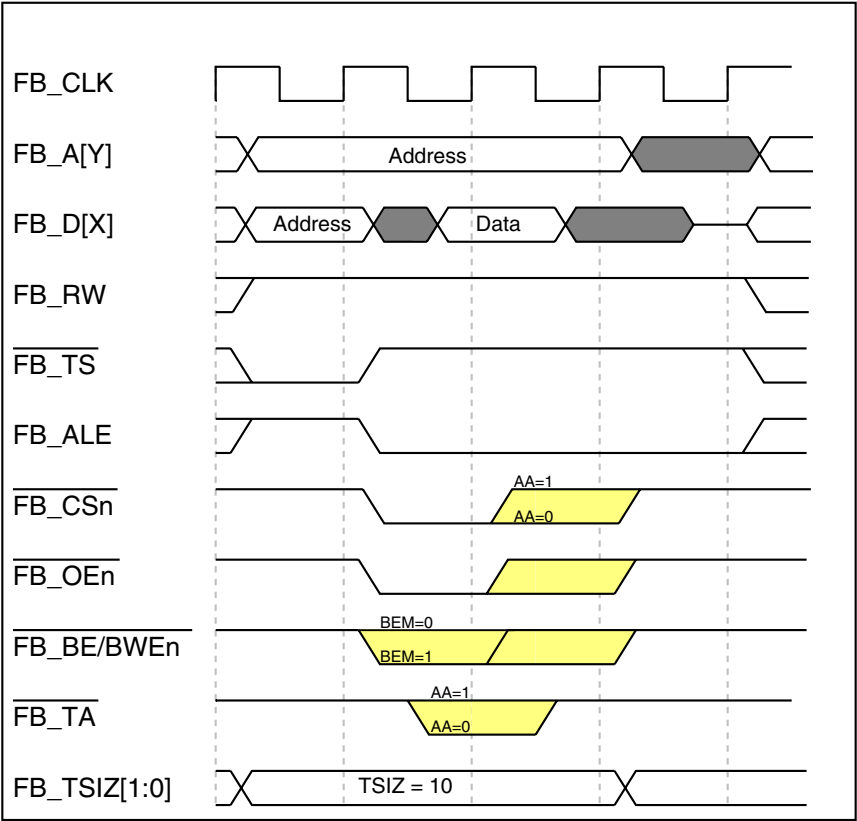 FB_CLK
FB_A[Y]
Address
FB_D[X]
Address
Data
FB_RW
FB_TS
FB_ALE
FB_CSn
AA=1
AA=0
FB_OEn
FB_BE/BWEn
BEM=0
BEM=1
FB_TA
AA=1
AA=0
FB_TSIZ[1:0]
TSIZ = 10